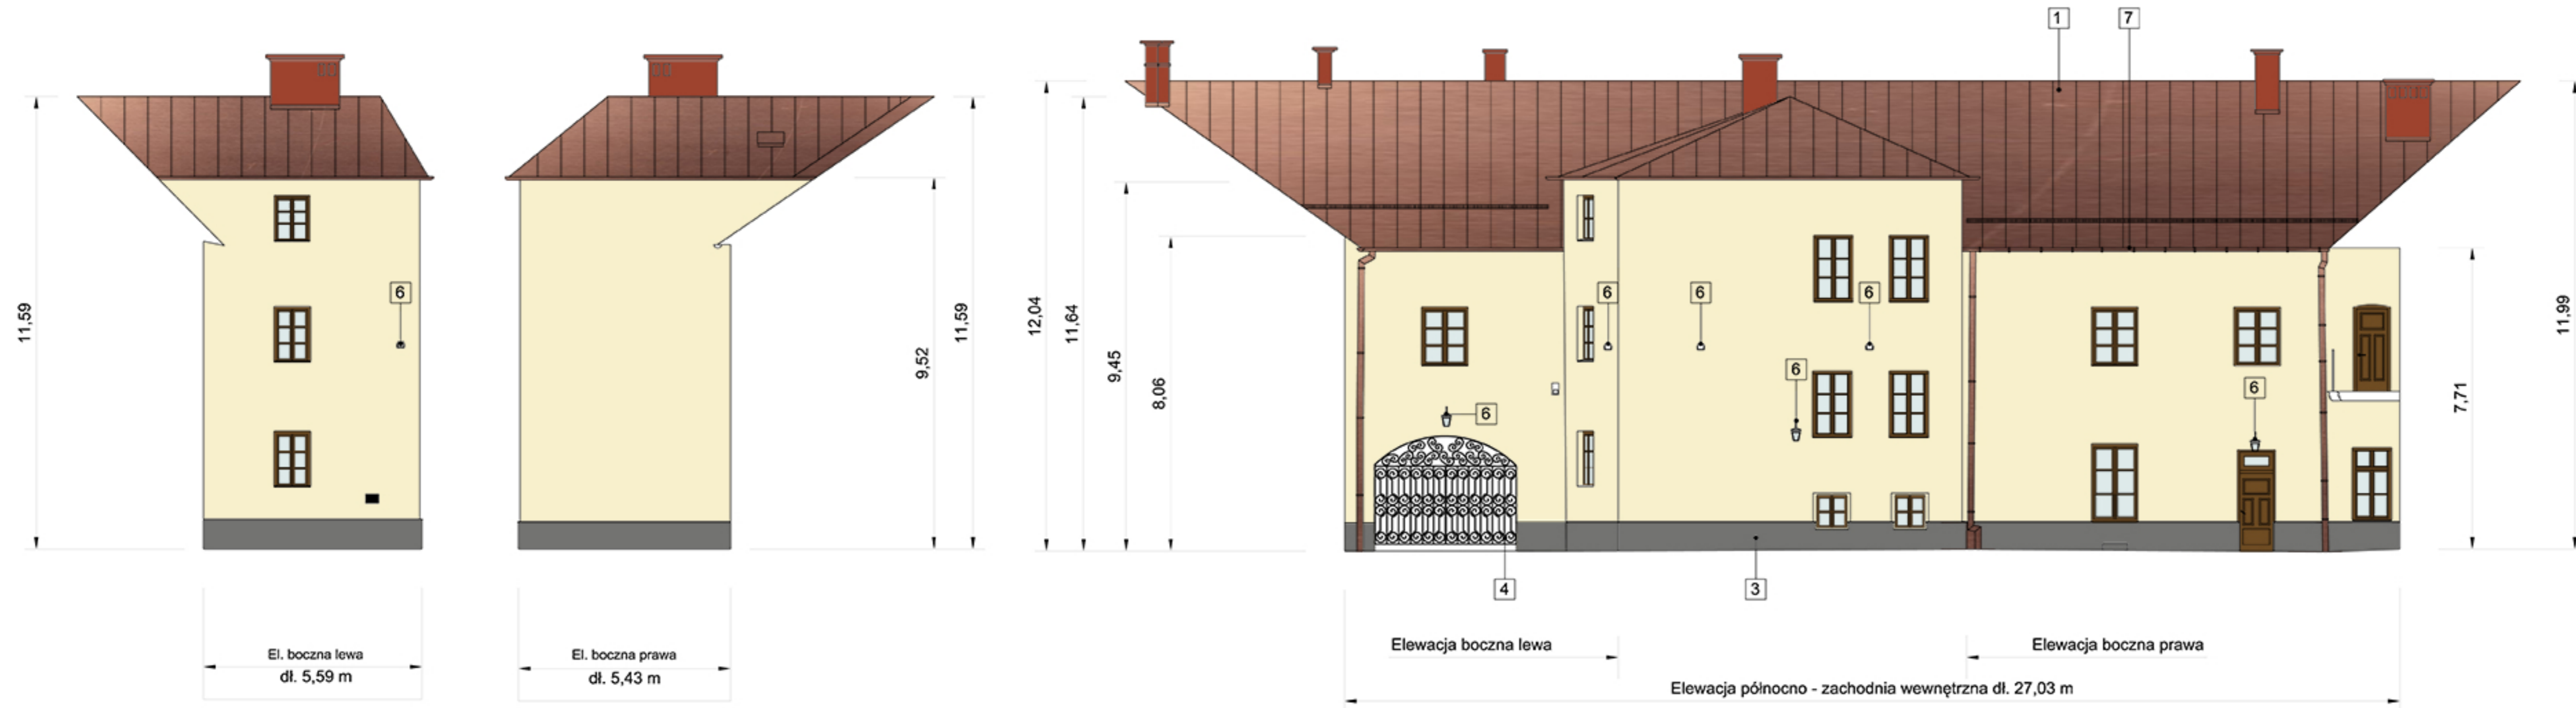 1
7
6
11,59
9,52
11,59
12,04
11,64
9,45
8,06
6
6
6
6
6
6
7,71
11,99
4
3
El. boczna lewa
dł. 5,59 m
El. boczna prawa
dł. 5,43 m
Elewacja boczna lewa
Elewacja boczna prawa
Elewacja północno - zachodnia wewnętrzna dł. 27,03 m